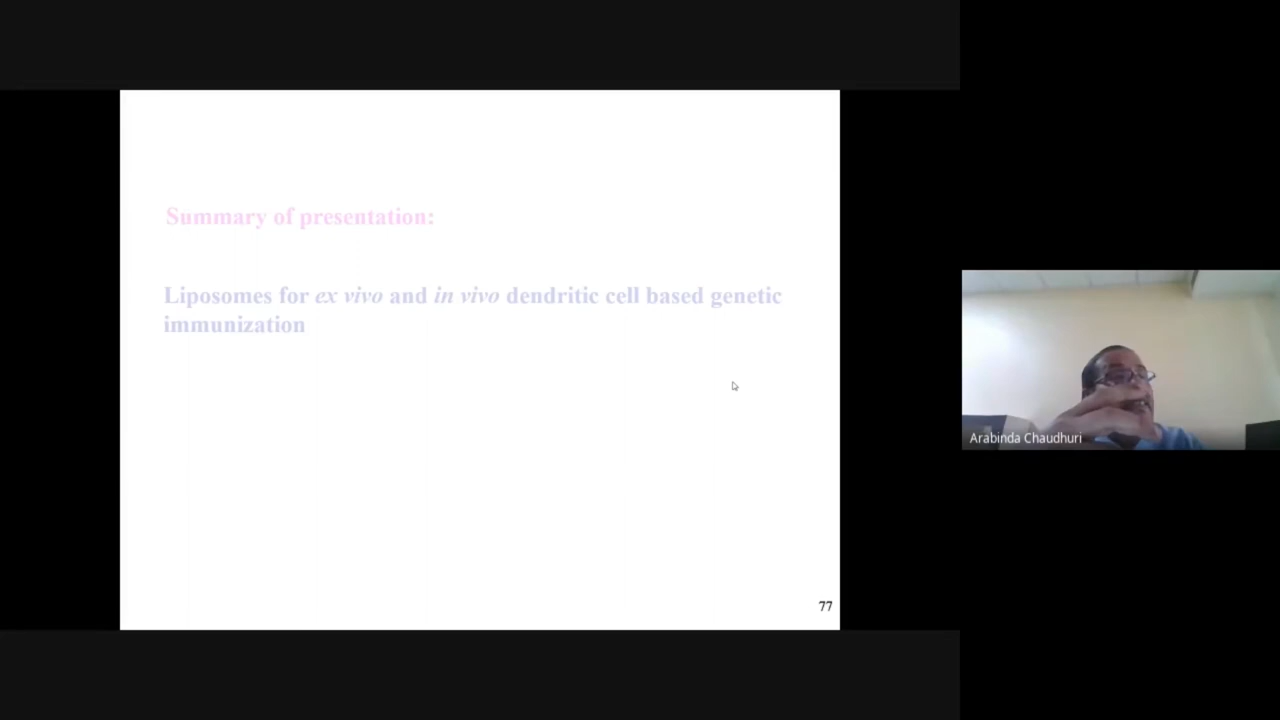 Summary of presentation:
Liposomes for ex vivo and in vivo dendritic cell based genetic
immunization
77
Arabinda Chaudhuri